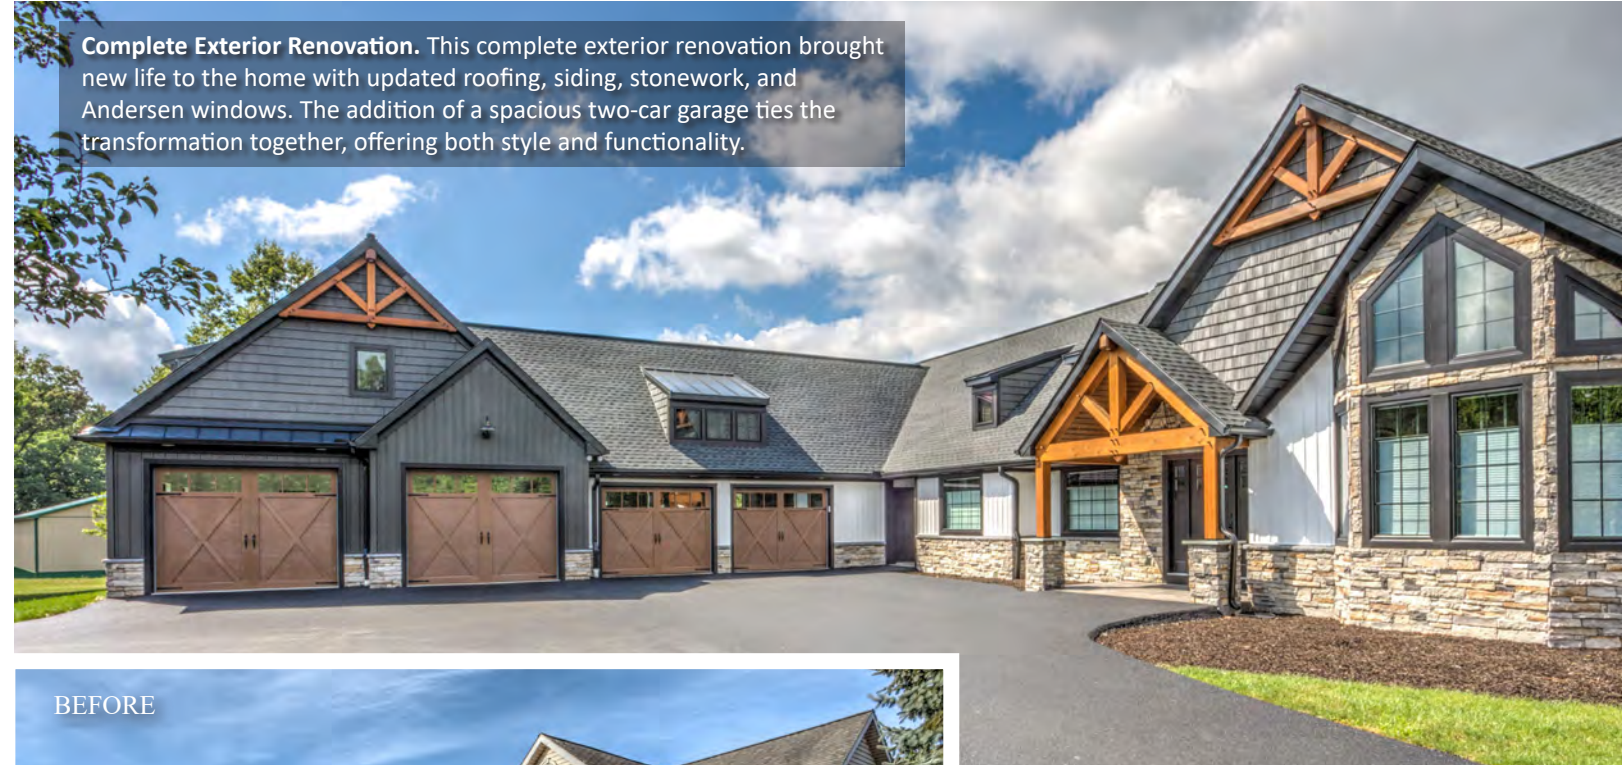 Complete Exterior Renovation. This complete exterior renovation brought
new life to the home with updated roofing, siding, stonework, and
Andersen windows. The addition of a spacious two-car garage ties the
transformation together, offering both style and functionality.
BEFORE